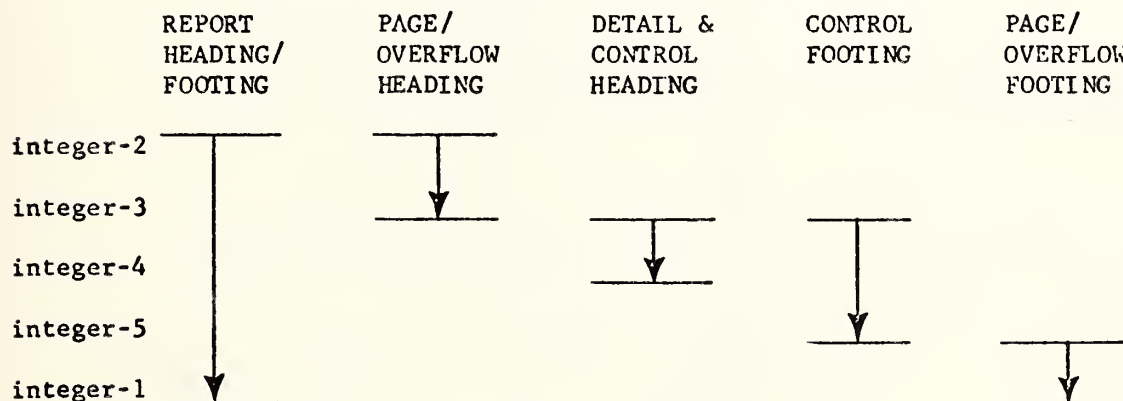 REPORT HEADING/ FOOTING
PAGE/ OVERFLOW HEADING
DETAIL & CONTROL HEADING
CONTROL FOOTING
PAGE/ OVERFLOW FOOTING
integer-2
integer-3
integer-4
integer-5
integer-1